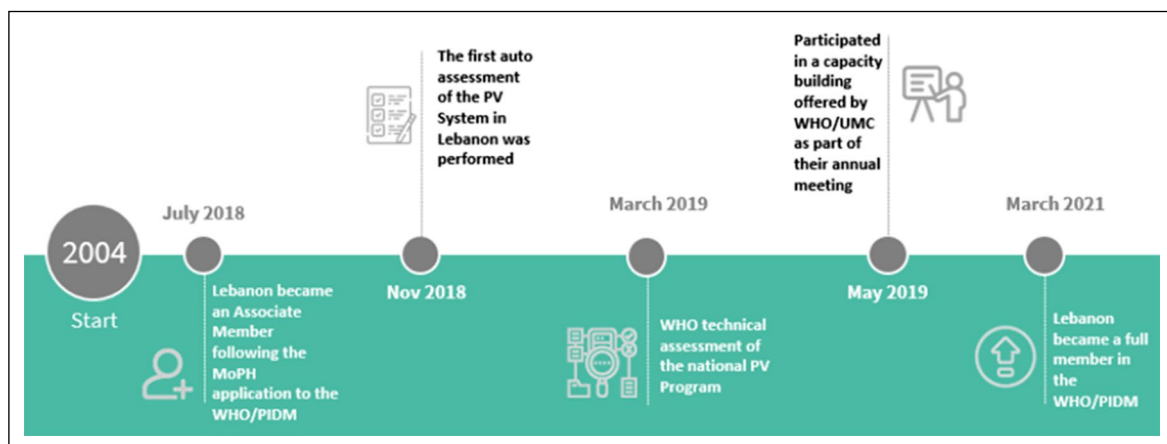 2004
Start
July 2018
Lebanon became
an Associate
Member
following the
MoPH
application to the
WHO/PIDM
The first auto
assessment
of the PV
System in
Lebanon was
performed
Nov 2018
March 2019
WHO technical
assessment of
the national PV
Program
Participated
in a capacity
building
offered by
WHO/UMC
as part of
their annual
meeting
May 2019
March 2021
Lebanon
became a full
member in
the
WHO/PIDM